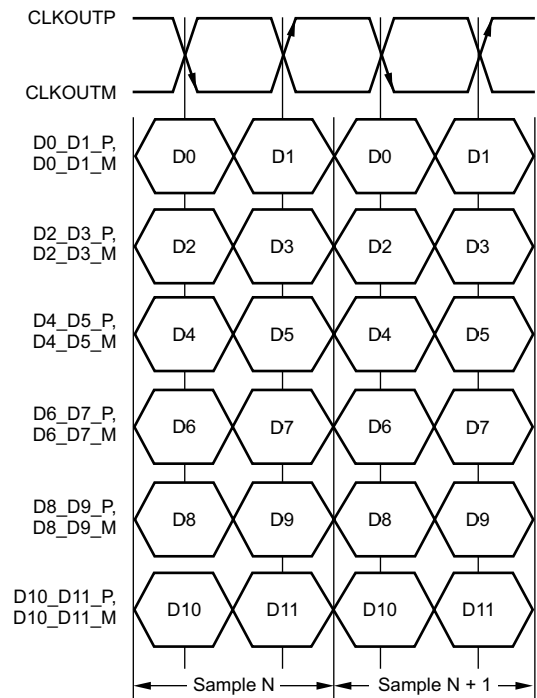 CLKOUTP
CLKOUTM
D0_D1_P,
D0_D1_M
D0 D1 D0 D1
D2_D3_P,
D2_D3_M
D2 D3 D2 D3
D4_D5_P,
D4_D5_M
D4 D5 D4 D5
D6_D7_P,
D6_D7_M
D6 D7 D6 D7
D8_D9_P,
D8_D9_M
D8 D9 D8 D9
D10_D11_P,
D10_D11_M
D10 D11 D10 D11
Sample N Sample N + 1